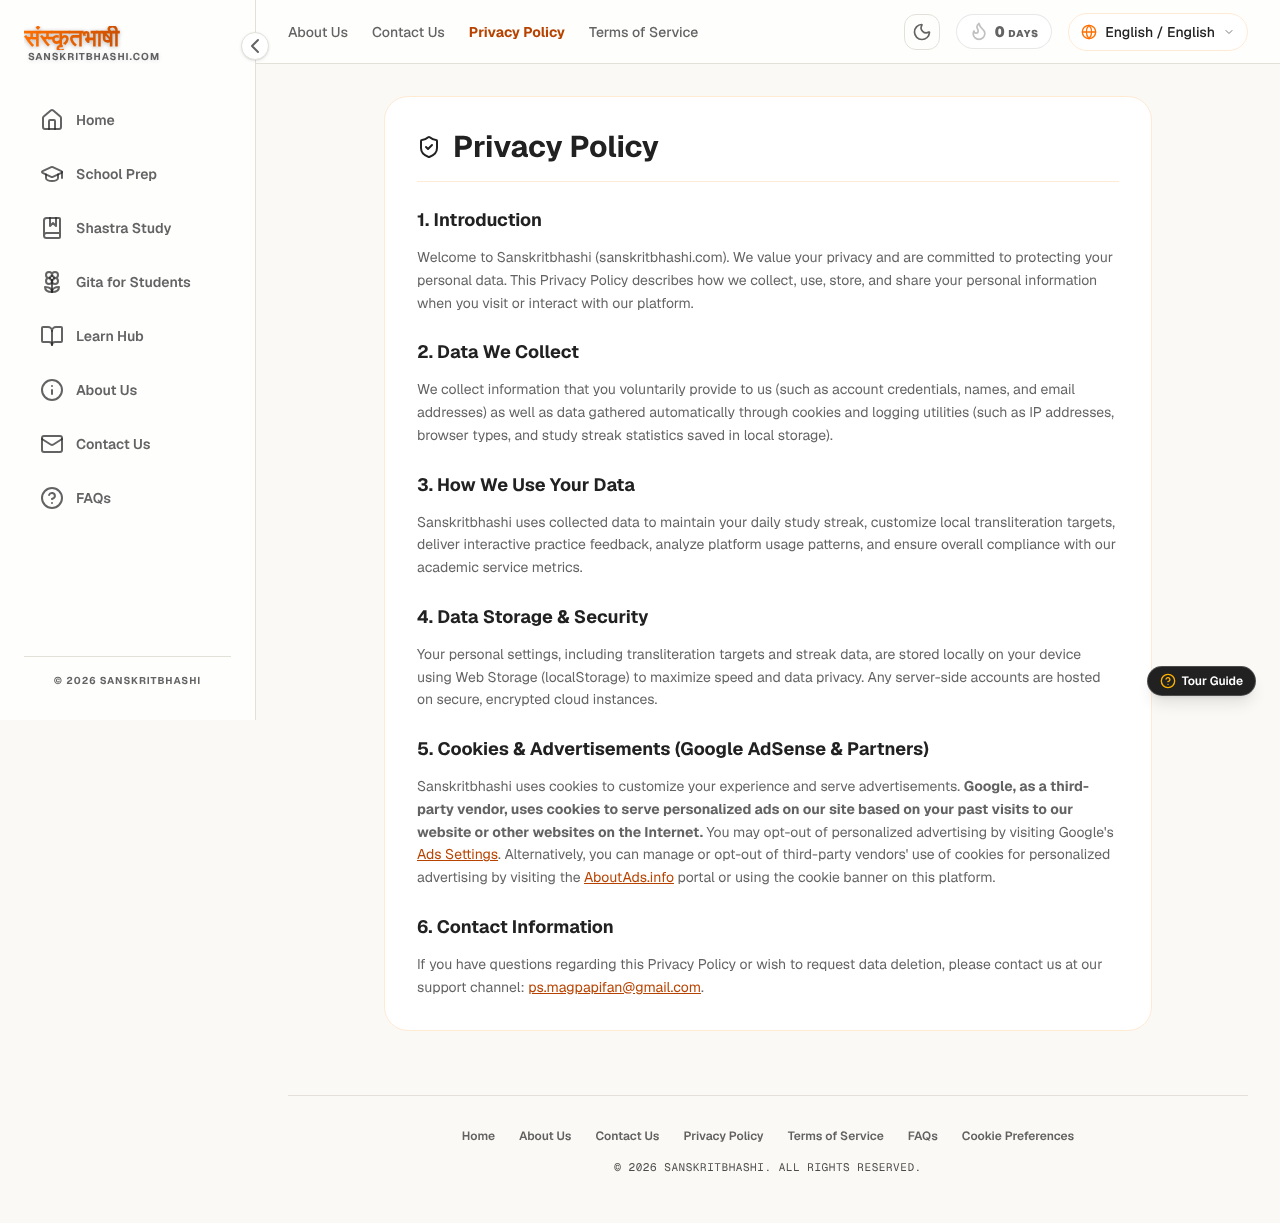 संस्कृतभाषी
SANSKRITBHASHI.COM
Home
School Prep
Shastra Study
Gita for Students
Learn Hub
About Us
Contact Us
FAQs
© 2026 SANSKRITBHASHI
About Us
Contact Us
Privacy Policy
Terms of Service
0 DAYS
English / English
Privacy Policy
1. Introduction
Welcome to Sanskritbhashi (sanskritbhashi.com). We value your privacy and are committed to protecting your
personal data. This Privacy Policy describes how we collect, use, store, and share your personal information
when you visit or interact with our platform.
2. Data We Collect
We collect information that you voluntarily provide to us (such as account credentials, names, and email
addresses) as well as data gathered automatically through cookies and logging utilities (such as IP addresses,
browser types, and study streak statistics saved in local storage).
3. How We Use Your Data
Sanskritbhashi uses collected data to maintain your daily study streak, customize local transliteration targets,
deliver interactive practice feedback, analyze platform usage patterns, and ensure overall compliance with our
academic service metrics.
4. Data Storage & Security
Your personal settings, including transliteration targets and streak data, are stored locally on your device
using Web Storage (localStorage) to maximize speed and data privacy. Any server-side accounts are hosted
on secure, encrypted cloud instances.
Tour Guide
5. Cookies & Advertisements (Google AdSense & Partners)
Sanskritbhashi uses cookies to customize your experience and serve advertisements. Google, as a third-
party vendor, uses cookies to serve personalized ads on our site based on your past visits to our
website or other websites on the Internet. You may opt-out of personalized advertising by visiting Google's
Ads Settings. Alternatively, you can manage or opt-out of third-party vendors' use of cookies for personalized
advertising by visiting the AboutAds.info portal or using the cookie banner on this platform.
6. Contact Information
If you have questions regarding this Privacy Policy or wish to request data deletion, please contact us at our
support channel: ps.magpapifan@gmail.com.
Home About Us Contact Us Privacy Policy Terms of Service FAQs Cookie Preferences
© 2026 SANSKRITBHASHI. ALL RIGHTS RESERVED.